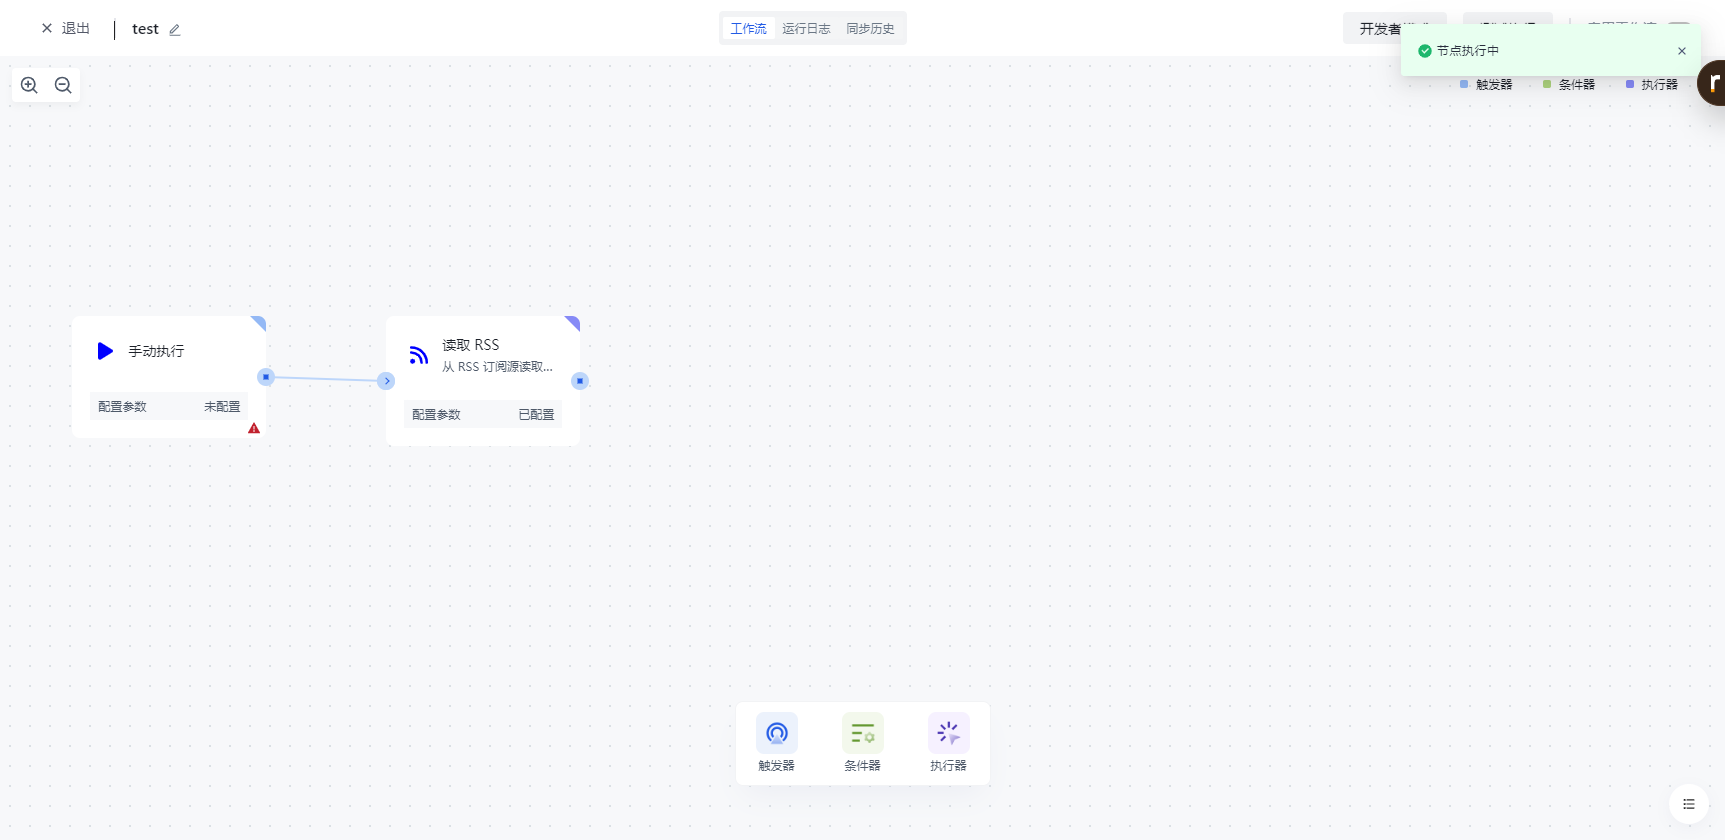 退出
test
工作流
运行日志
同步历史
开发者
节点执行中
触发器
条件器
执行器
r
手动执行
配置参数
未配置
读取 RSS
从 RSS 订阅源读取...
配置参数
已配置
触发器
条件器
执行器